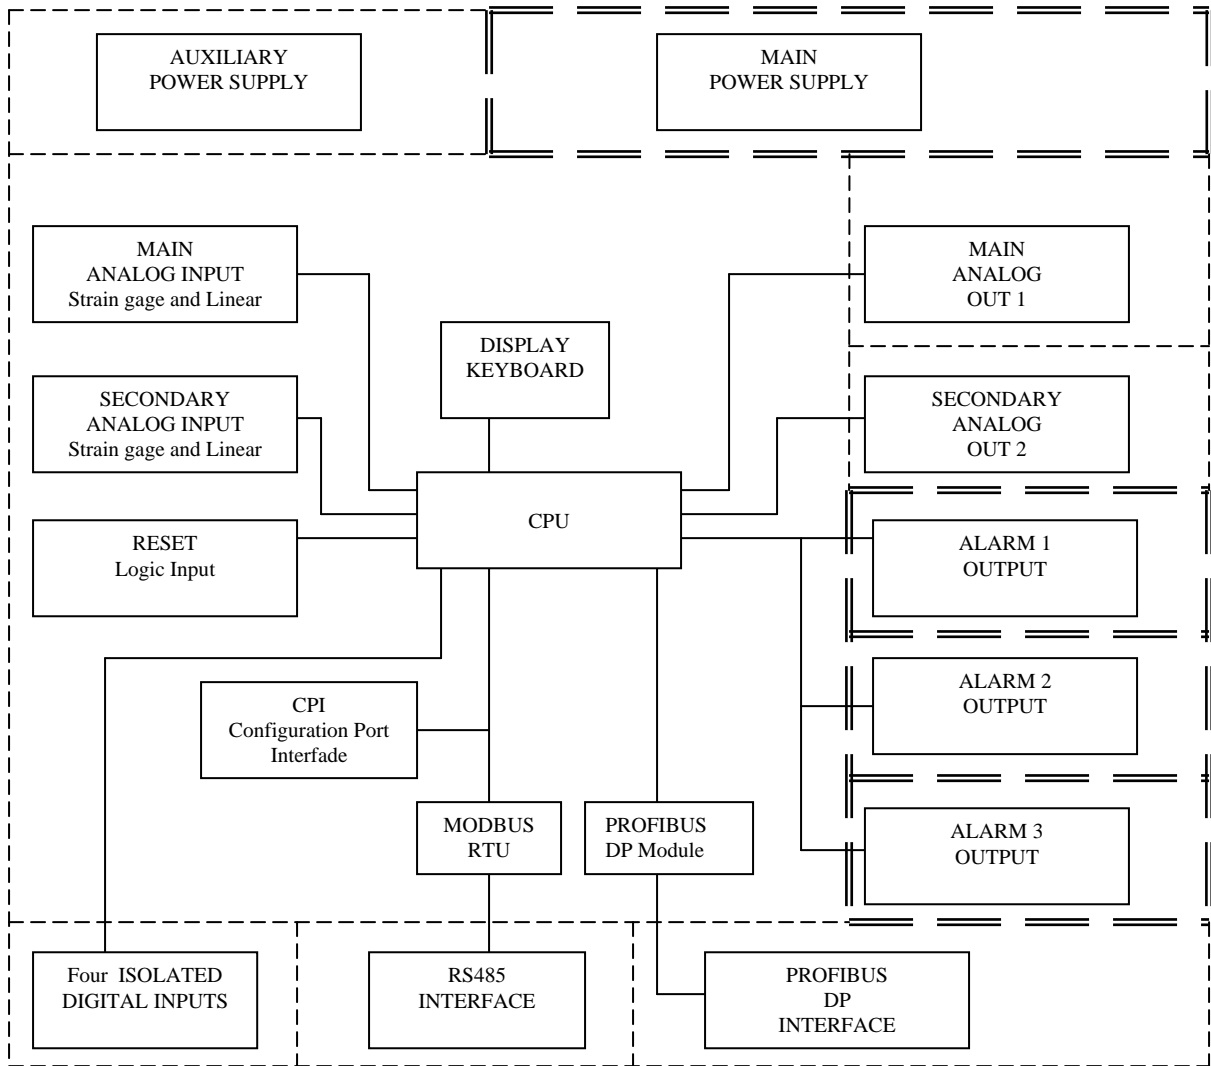 AUXILIARY
POWER SUPPLY
MAIN
POWER SUPPLY
MAIN
ANALOG INPUT
Strain gage and Linear
MAIN
ANALOG
OUT 1
DISPLAY
KEYBOARD
SECONDARY
ANALOG INPUT
Strain gage and Linear
SECONDARY
ANALOG
OUT 2
CPU
RESET
Logic Input
ALARM 1
OUTPUT
CPI
Configuration Port
Interfade
ALARM 2
OUTPUT
MODBUS
RTU
PROFIBUS
DP Module
ALARM 3
OUTPUT
Four ISOLATED
DIGITAL INPUTS
RS485
INTERFACE
PROFIBUS
DP
INTERFACE